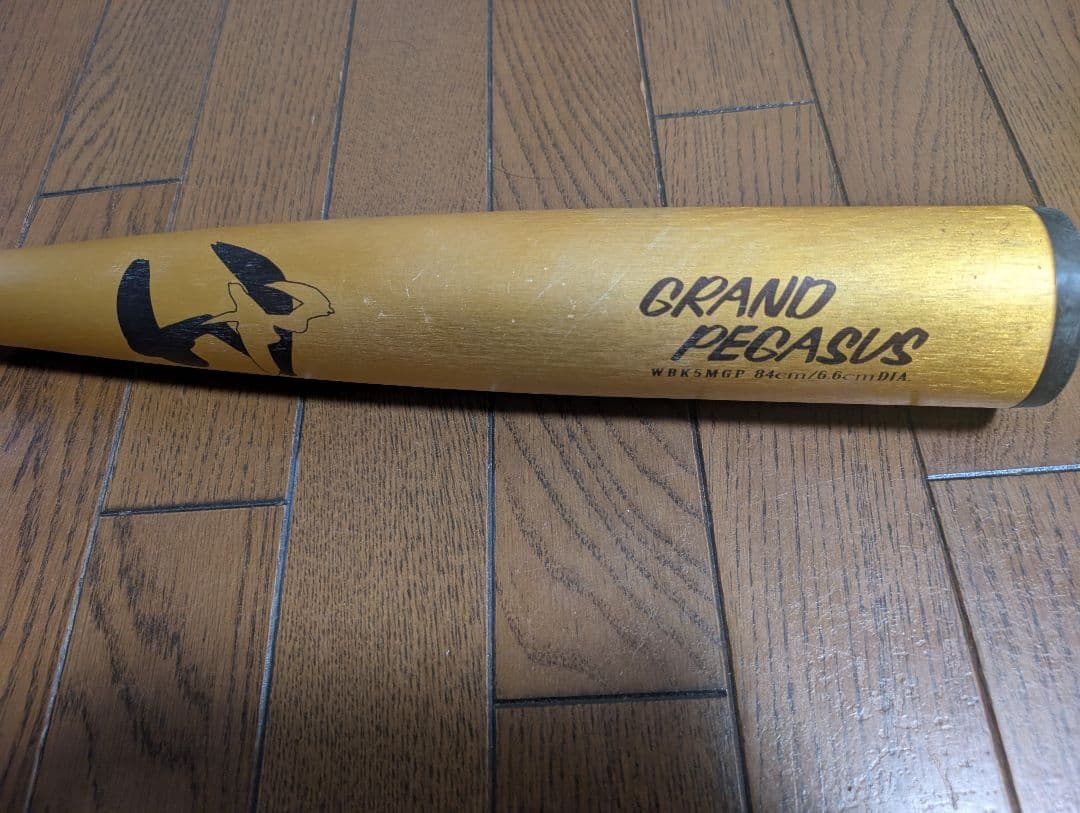 GRAND
PEGASUS
WBK5MGP 84cm/6.6cmDIA.